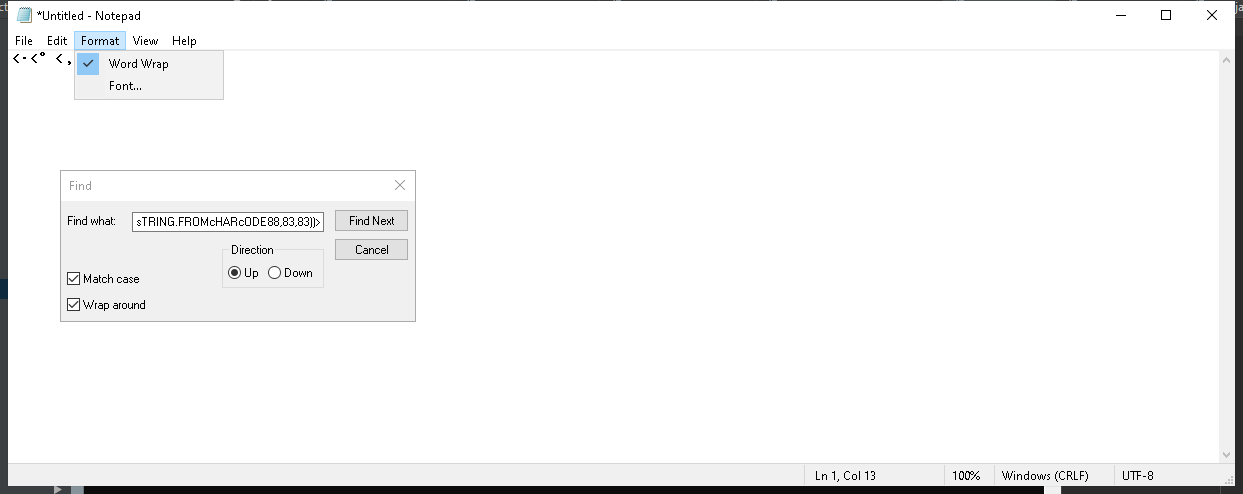 *Untitled - Notepad
File Edit Format View Help
<-<° <,
Word Wrap
Font...
Find
Find what: sTRING.FROMcHARcODE88,83,83))> Find Next
Direction
Cancel
Up Down
Match case
Wrap around
Ln 1, Col 13 100% Windows (CRLF) UTF-8